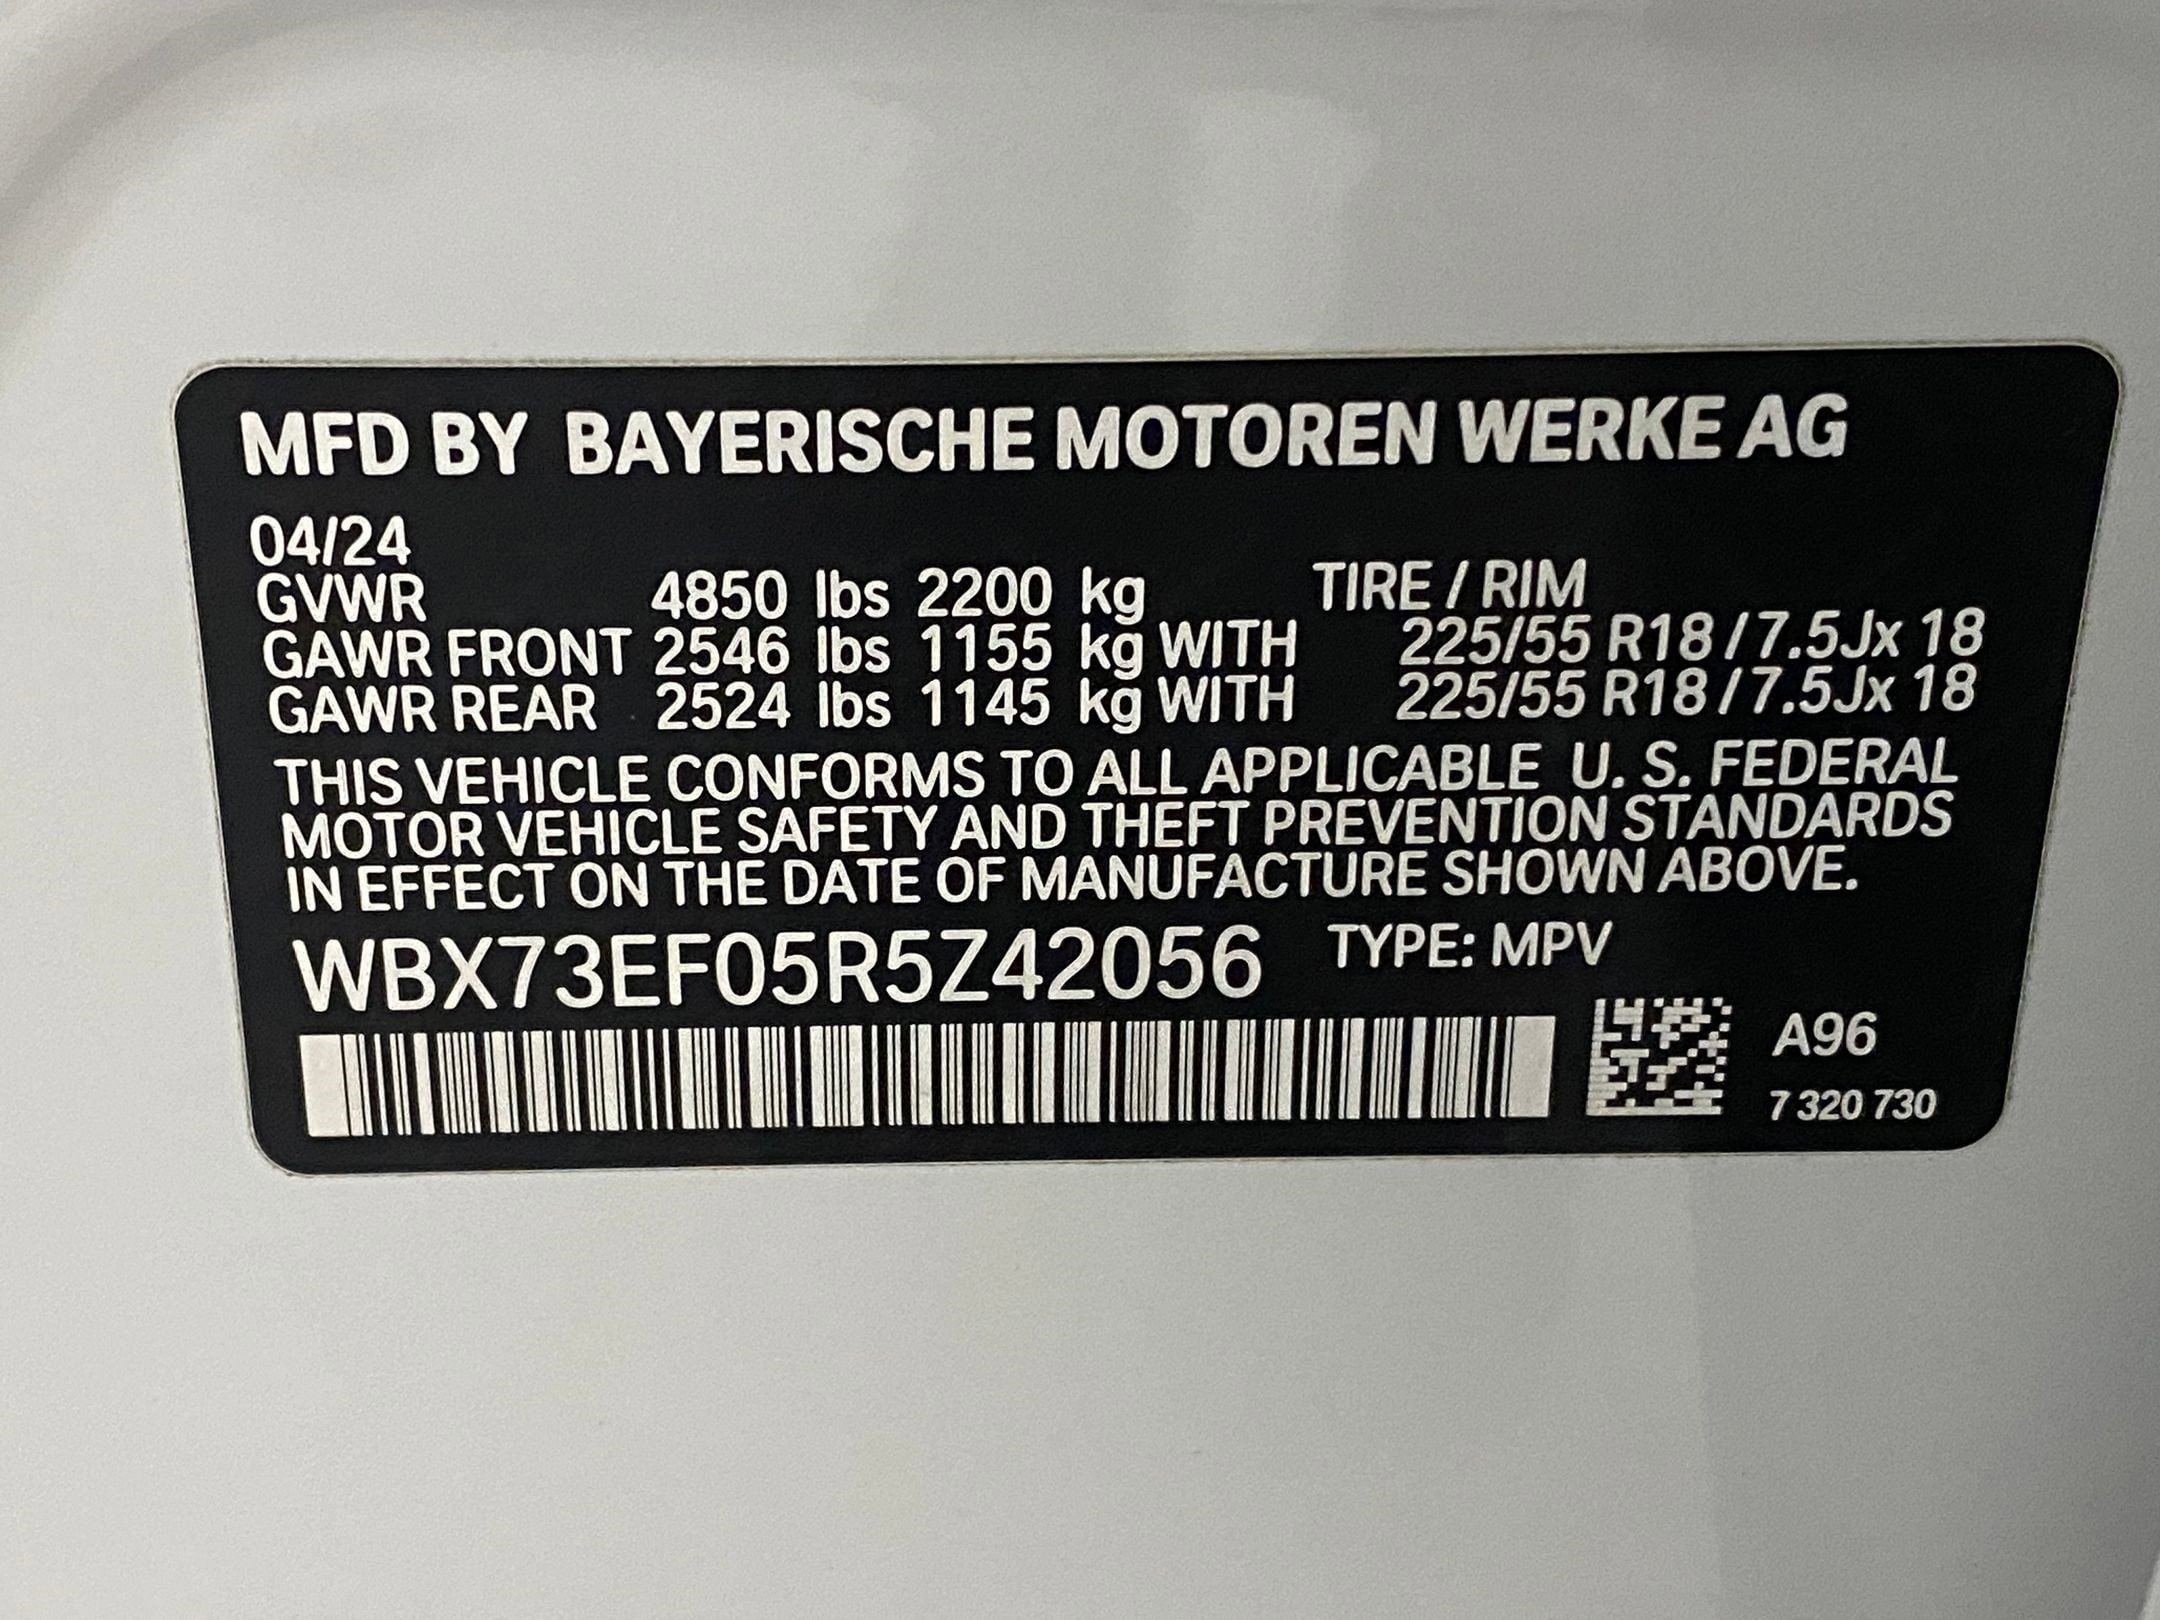 MFD BY BAYERISCHE MOTOREN WERKE AG
04/24
GVWR 4850 lbs 2200 kg TIRE / RIM
GAWR FRONT 2546 lbs 1155 kg WITH 225/55 R18 / 7.5Jx 18
GAWR REAR 2524 lbs 1145 kg WITH 225/55 R18 / 7.5Jx 18
THIS VEHICLE CONFORMS TO ALL APPLICABLE U. S. FEDERAL
MOTOR VEHICLE SAFETY AND THEFT PREVENTION STANDARDS
IN EFFECT ON THE DATE OF MANUFACTURE SHOWN ABOVE.
WBX73EF05R5Z42056 TYPE: MPV
A96
7 320 730